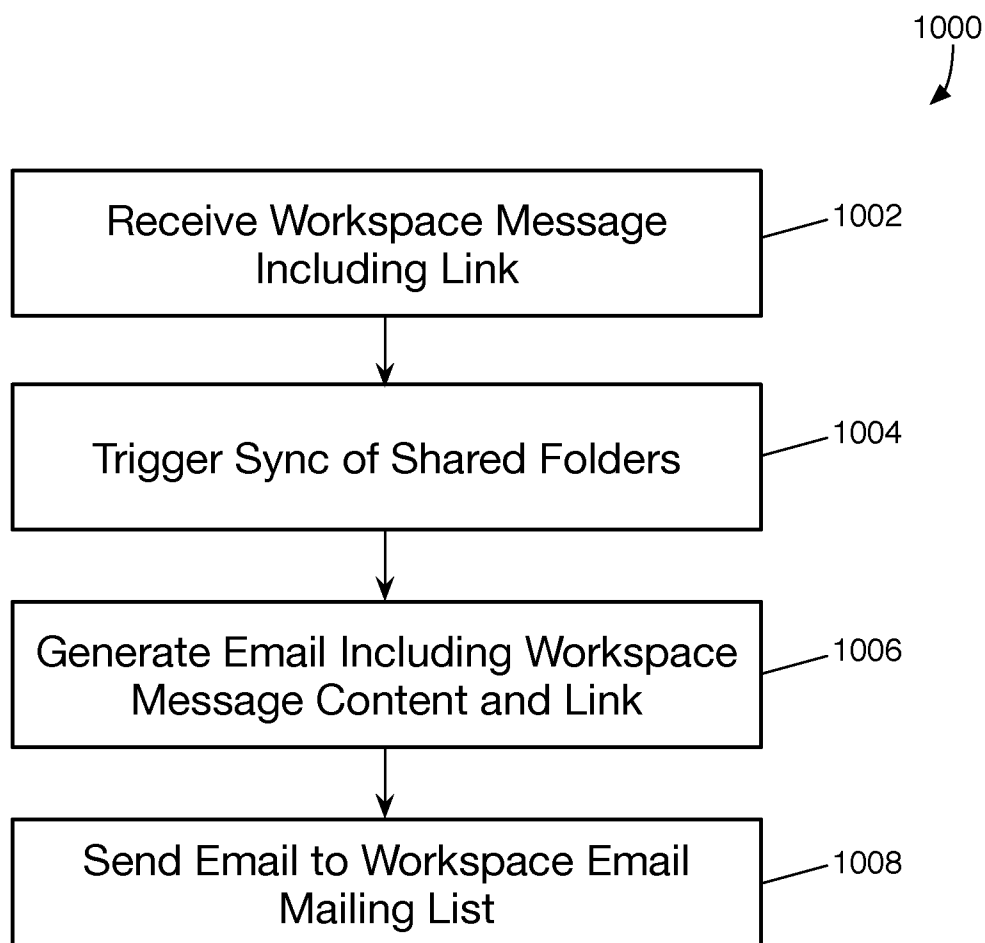 1000
Receive Workspace Message
Including Link
1002
Trigger Sync of Shared Folders
1004
Generate Email Including Workspace
Message Content and Link
1006
Send Email to Workspace Email
Mailing List
1008